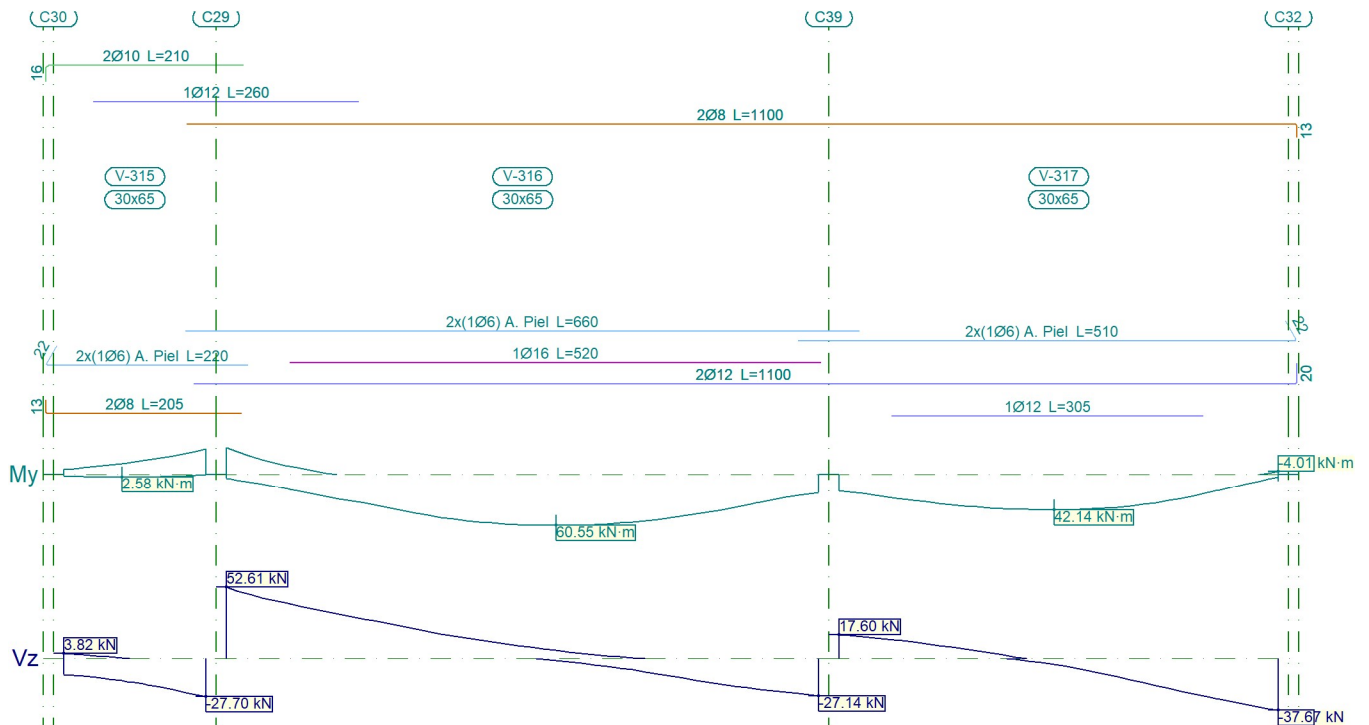 C30 C29 C39 C32
2Ø10 L=210
16
1Ø12 L=260
2Ø8 L=1100
13
V-315 V-316 V-317
30x65 30x65 30x65
2x(1Ø6) A. Piel L=660
2x(1Ø6) A. Piel L=510
22
2x(1Ø6) A. Piel L=220
1Ø16 L=520
2Ø12 L=1100
20
13
2Ø8 L=205
1Ø12 L=305
My
2.58 kN·m
60.55 kN·m
42.14 kN·m
-4.01 kN·m
52.61 kN
Vz
3.82 kN
17.60 kN
-27.70 kN
-27.14 kN
-37.67 kN